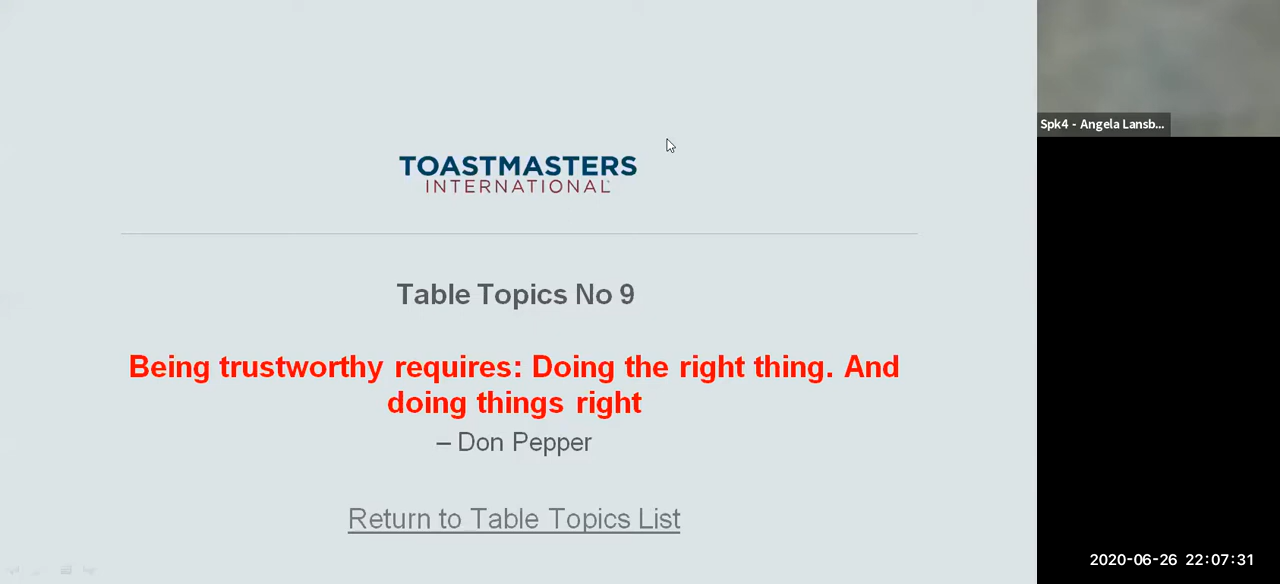 Spk4 - Angela Lansb...
TOASTMASTERS
INTERNATIONAL
Table Topics No 9
Being trustworthy requires: Doing the right thing. And
doing things right
– Don Pepper
Return to Table Topics List
2020-06-26 22:07:31